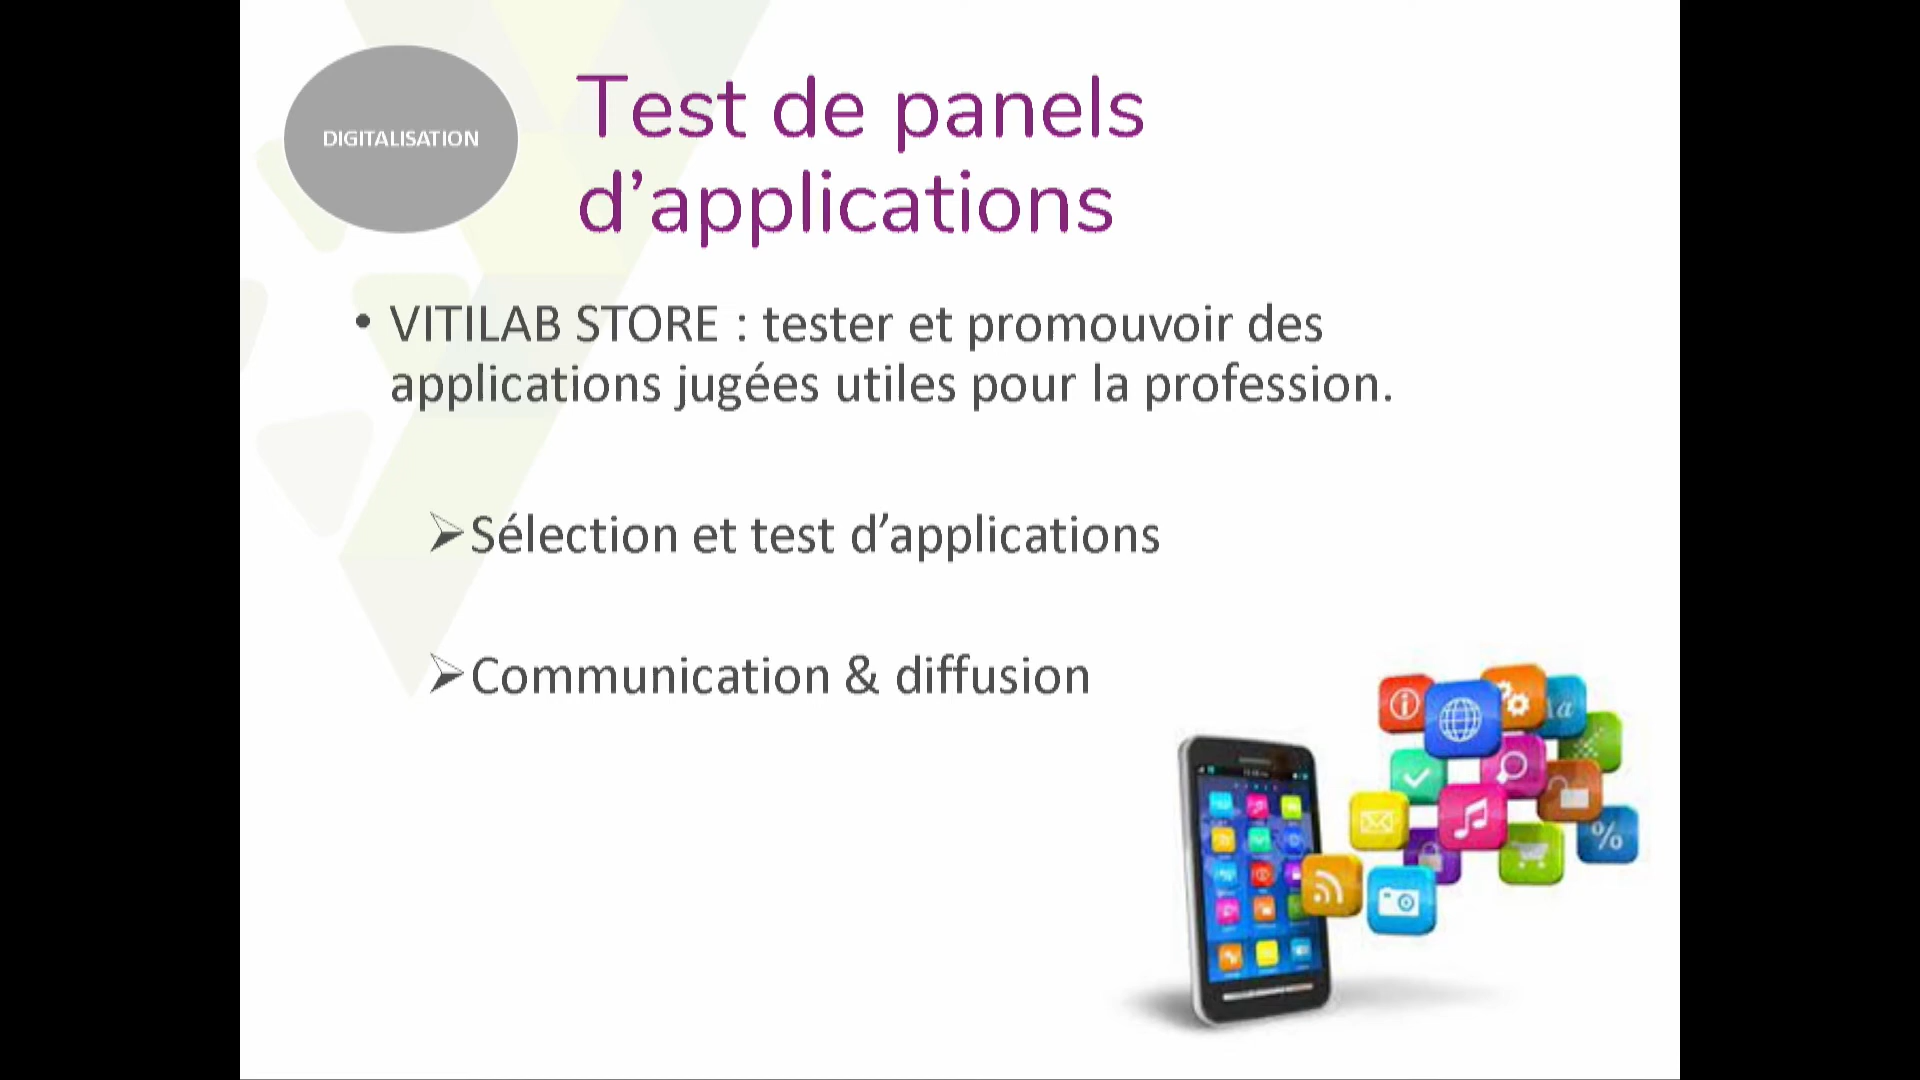 DIGITALISATION
Test de panels
d’applications
• VITILAB STORE : tester et promouvoir des
applications jugées utiles pour la profession.
➢Sélection et test d’applications
➢Communication & diffusion